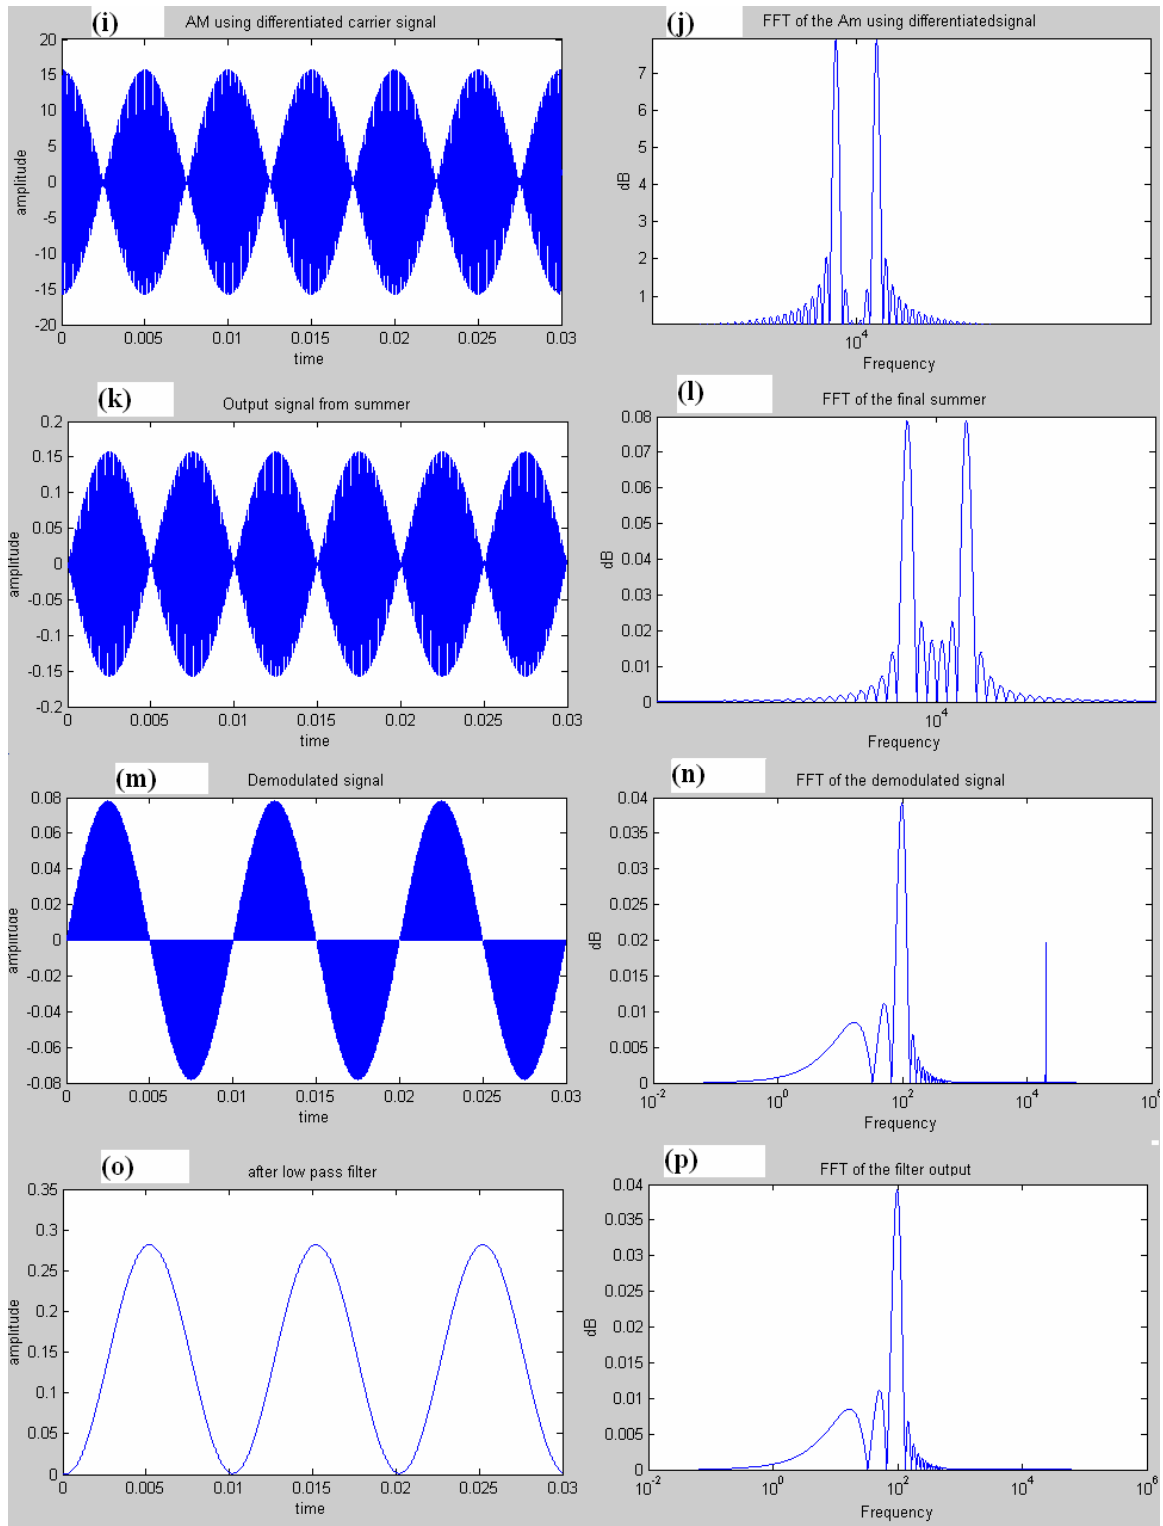 (i) AM using differentiated carrier signal
20
15
10
5
0
-5
-10
-15
-20
amplitude
0 0.005 0.01 0.015 0.02 0.025 0.03
time
(j) FFT of the Am using differentiatedsignal
7
6
5
4
3
2
1
dB
10^4
Frequency
(k) Output signal from summer
0.2
0.15
0.1
0.05
0
-0.05
-0.1
-0.15
-0.2
amplitude
0 0.005 0.01 0.015 0.02 0.025 0.03
time
(l) FFT of the final summer
0.08
0.07
0.06
0.05
0.04
0.03
0.02
0.01
0
dB
10^4
Frequency
(m) Demodulated signal
0.08
0.06
0.04
0.02
0
-0.02
-0.04
-0.06
-0.08
amplitude
0 0.005 0.01 0.015 0.02 0.025 0.03
time
(n) FFT of the demodulated signal
0.04
0.035
0.03
0.025
0.02
0.015
0.01
0.005
0
dB
10^-2 10^0 10^2 10^4 10^6
Frequency
(o) after low pass filter
0.35
0.3
0.25
0.2
0.15
0.1
0.05
0
amplitude
0 0.005 0.01 0.015 0.02 0.025 0.03
time
(p) FFT of the filter output
0.04
0.035
0.03
0.025
0.02
0.015
0.01
0.005
0
dB
10^-2 10^0 10^2 10^4 10^6
Frequency